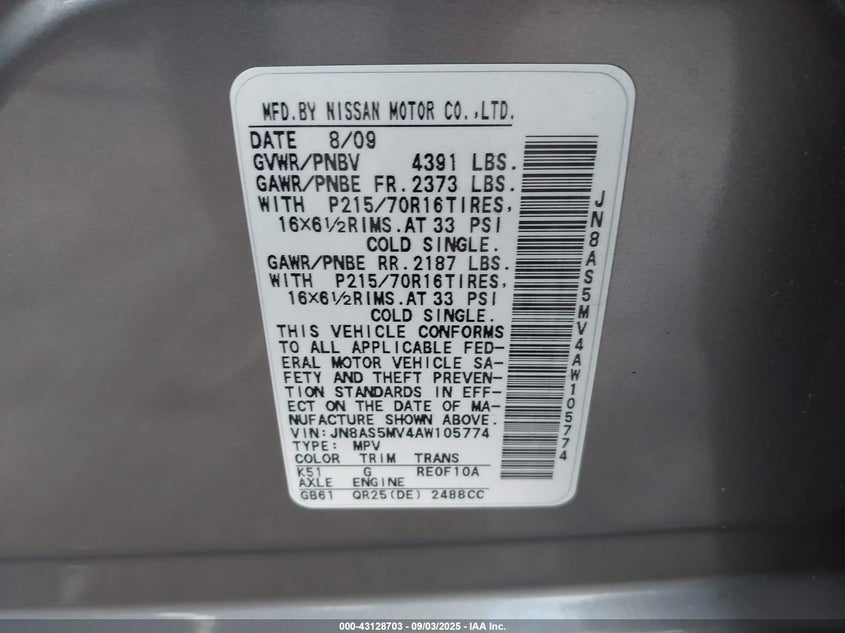 MFD.BY NISSAN MOTOR CO.,LTD.
DATE 8/09
GVWR/PNBV 4391 LBS.
GAWR/PNBE FR.2373 LBS.
WITH P215/70R16TIRES,
16X6½RIMS.AT 33 PSI
COLD SINGLE.
GAWR/PNBE RR.2187 LBS.
WITH P215/70R16TIRES,
16X6½RIMS.AT 33 PSI
COLD SINGLE.
THIS VEHICLE CONFORMS
TO ALL APPLICABLE FED-
ERAL MOTOR VEHICLE SA-
FETY AND THEFT PREVEN-
TION STANDARDS IN EFF-
ECT ON THE DATE OF MA-
NUFACTURE SHOWN ABOVE.
VIN:JN8AS5MV4AW105774
TYPE: MPV
COLOR TRIM TRANS
K51 G RE0F10A
AXLE ENGINE
GB61 QR25(DE) 2488CC
JN8AS5MV4AW105774
000-43128703 - 09/03/2025 - IAA Inc.